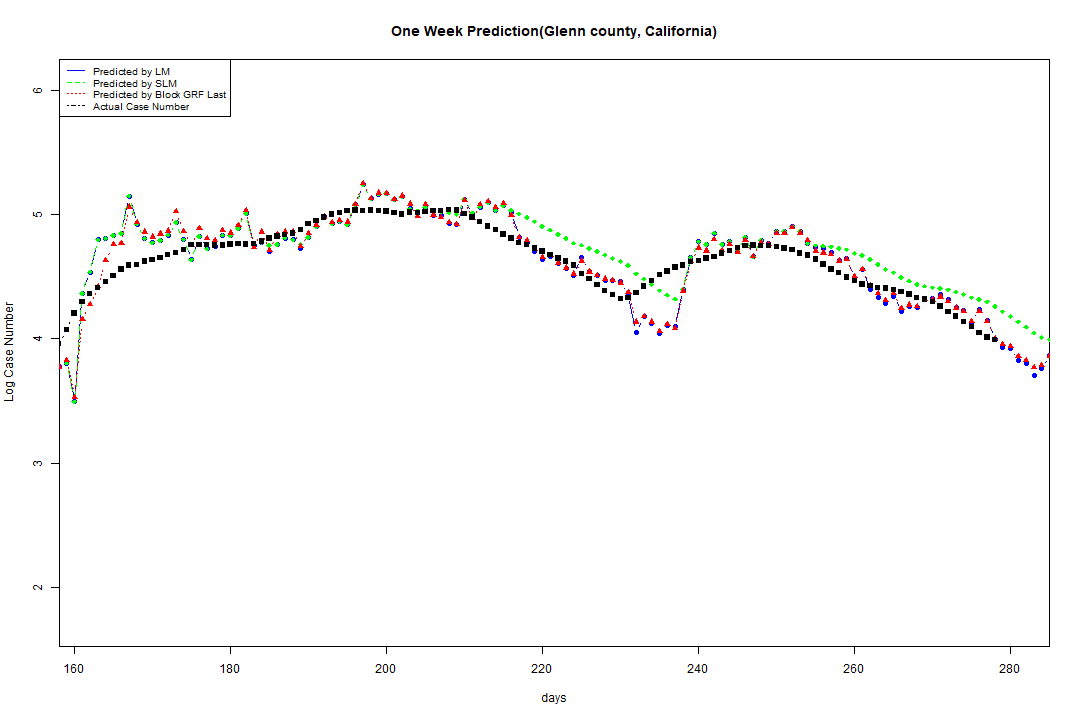 One Week Prediction(Glenn county, California)
Predicted by LM
Predicted by SLM
Predicted by Block GRF Last
Actual Case Number
6
5
4
3
2
Log Case Number
160 180 200 220 240 260 280
days